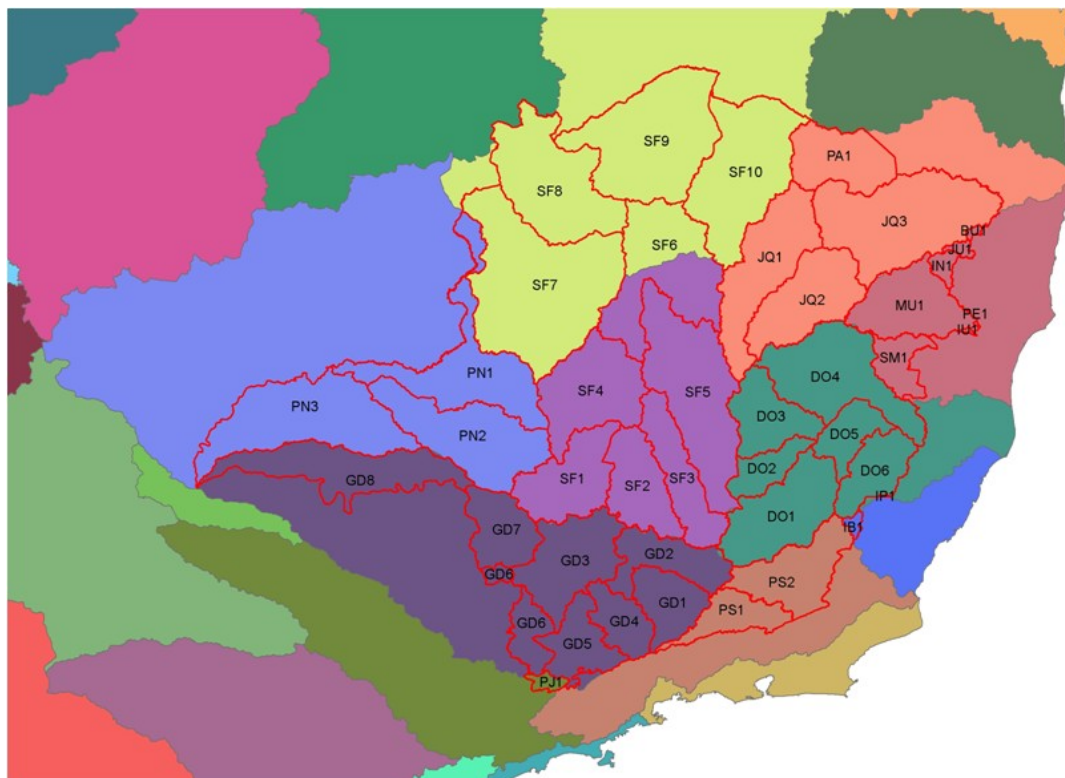 PA1
SF9
SF10
SF8
JQ3
BU1
JU1
SF6
JQ1
IN1
SF7
JQ2
MU1
PE1
IU1
SM1
PN1
DO4
SF4
SF5
PN3
DO3
PN2
DO5
DO2
DO6
SF1
SF2
SF3
GD8
IP1
DO1
IB1
GD7
GD3
GD2
GD6
PS2
GD1
PS1
GD6
GD4
GD5
PJ1